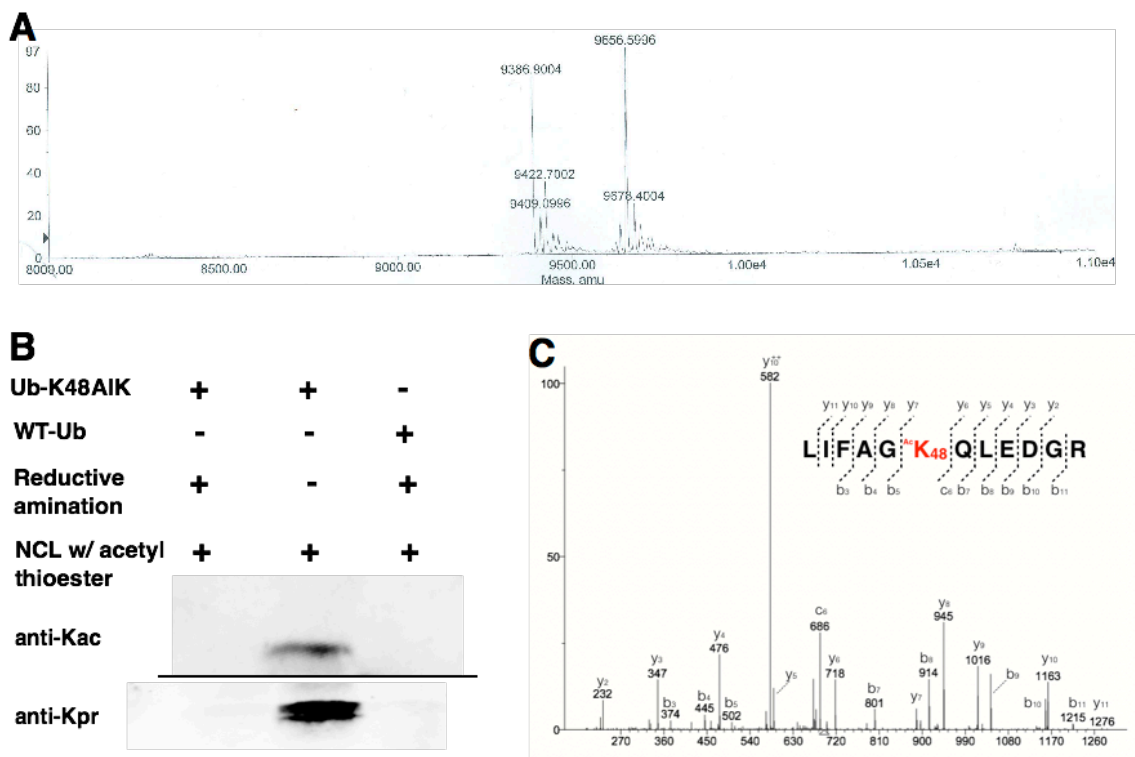 A
97
80
60
40
20
0
9386.9004
9656.5996
9422.7002
9409.0996
9678.4004
8000.00 8500.00 9000.00 9500.00 1.00e4 1.05e4 1.10e4
Mass, amu
B
Ub-K48AlK + + -
WT-Ub - - +
Reductive
amination + - +
NCL w/ acetyl
thioester + + +
anti-Kac
anti-Kpr
C
100
50
0
y10++
582
y11 y10 y9 y8 y7 y6 y5 y4 y3 y2
LIFAG AcK48 QLEDGR
b3 b4 b5 c6 b7 b8 b9 b10 b11
y2
232
y3
347
b3
374
b4
445
y4
476
b5
502
y5
c6
686
y6
718
b7
801
y7
b8
914
y8
945
y9
1016
b9
b10
y10
1163
b11
1215
y11
1276
270 360 450 540 630 720 810 900 990 1080 1170 1260